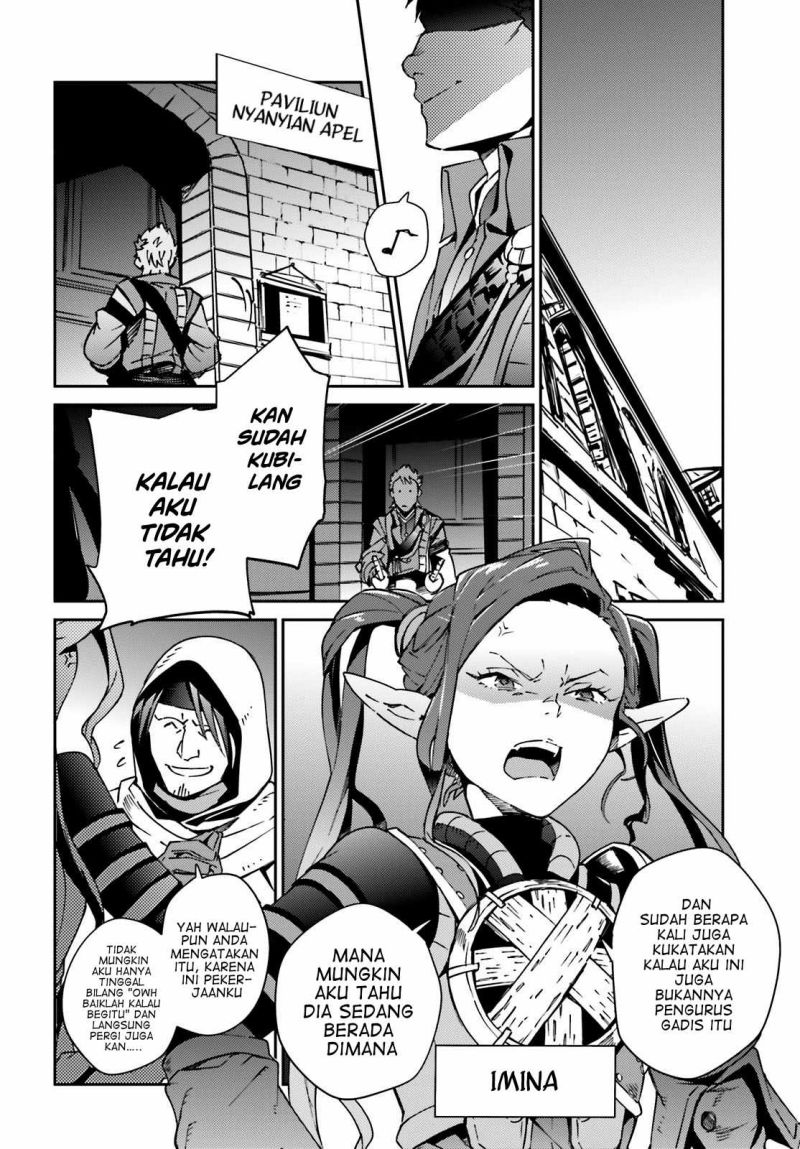 PAVILIUN
NYANYIAN APEL
KAN
SUDAH
KUBI-
LANG
KALAU
AKU
TIDAK
TAHU!
DAN
SUDAH BERAPA
KALI JUGA
KUKATAKAN
KALAU AKU INI
JUGA
BUKANNYA
PENGURUS
GADIS ITU
MANA
MUNGKIN
AKU TAHU
DIA SEDANG
BERADA
DIMANA
IMINA
YAH WALAU-
PUN ANDA
MENGATAKAN
ITU, KARENA
INI PEKER-
JAANKU
TIDAK
MUNGKIN
AKU HANYA
TINGGAL
BILANG "OWH
BAIKLAH KALAU
BEGITU" DAN
LANGSUNG
PERGI JUGA
KAN.....